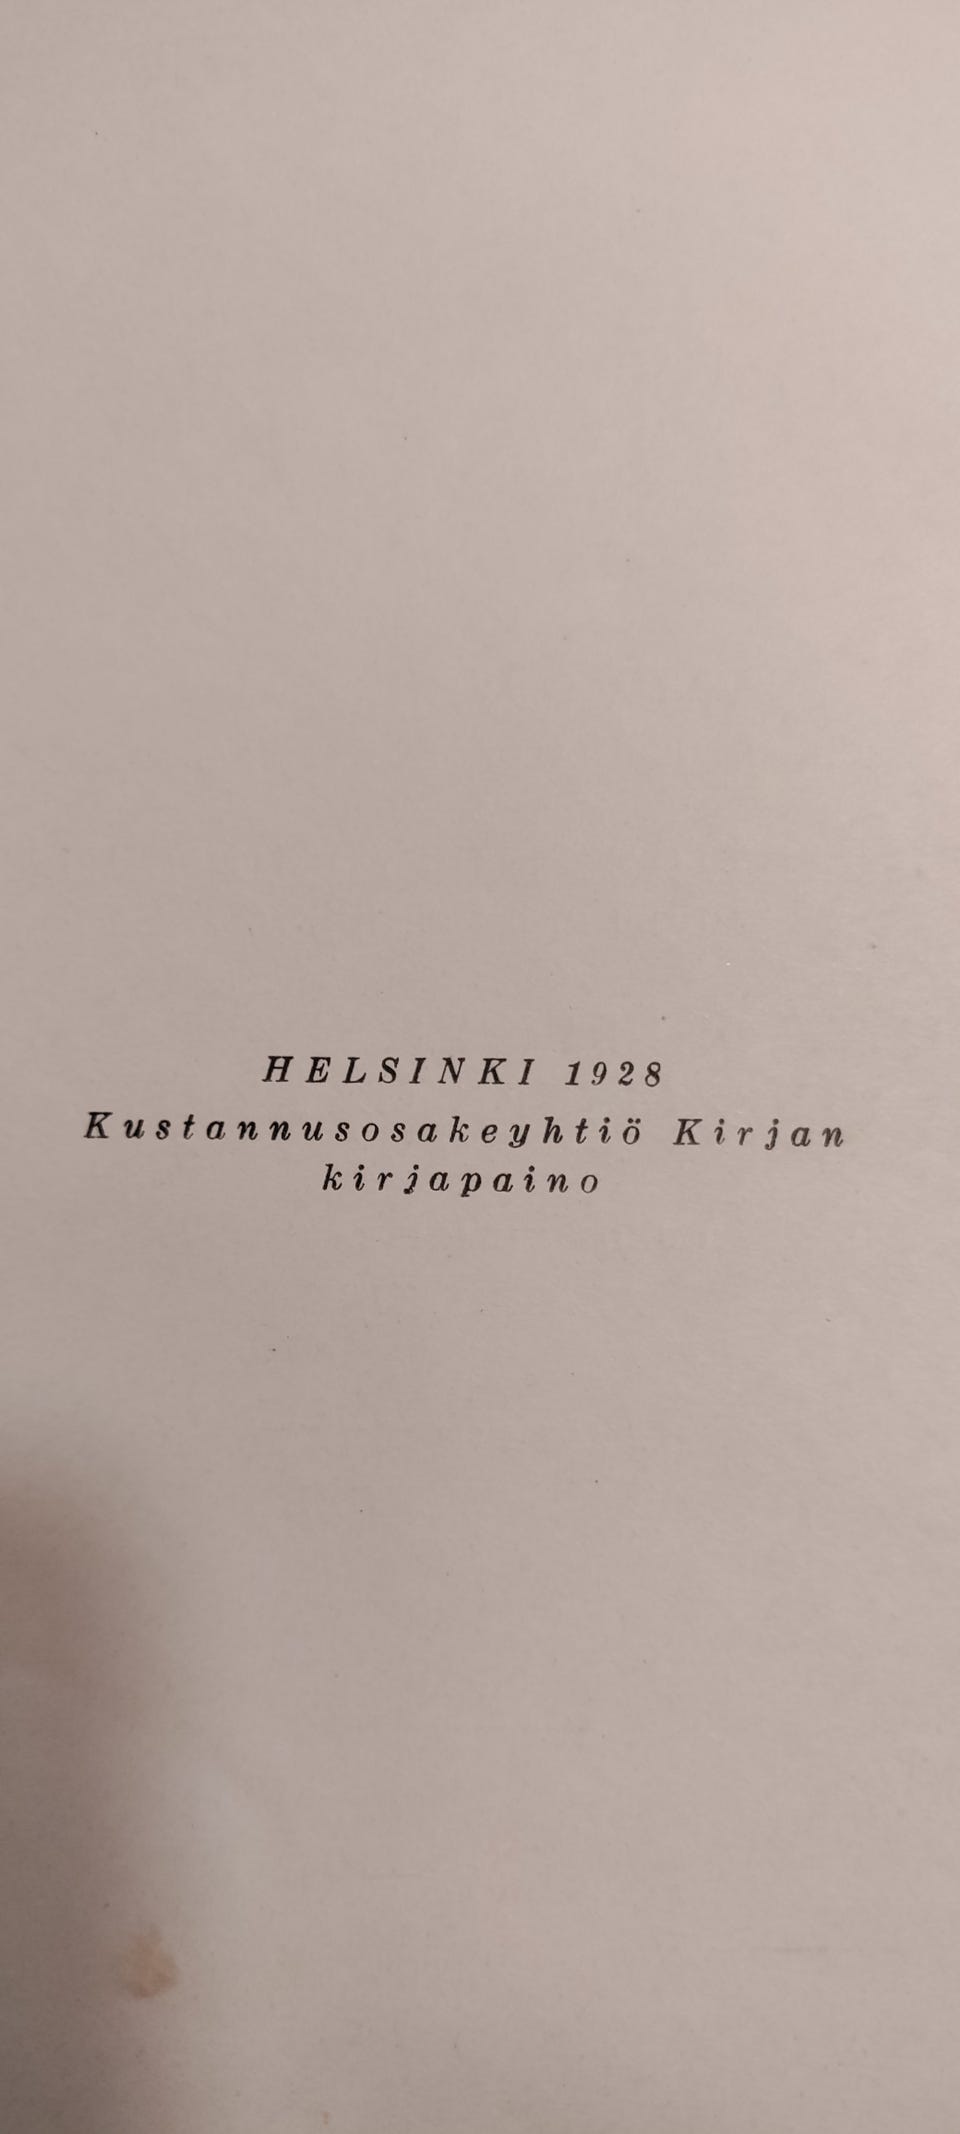 HELSINKI 1928
Kustannusosakeyhtiö Kirjan
kirjapaino